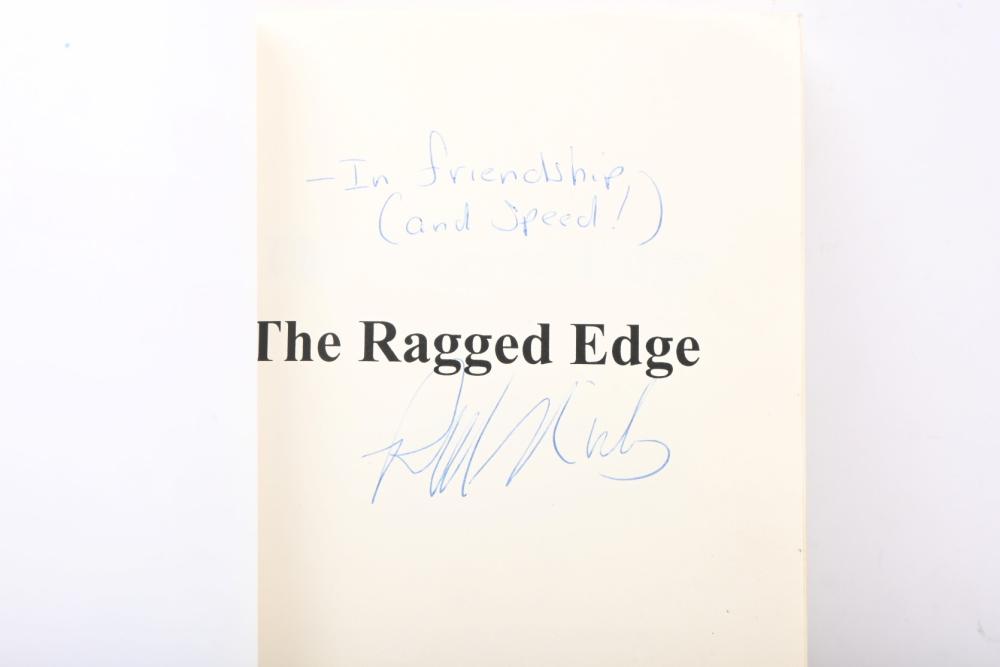 – In friendship,
(and speed!)
The Ragged Edge